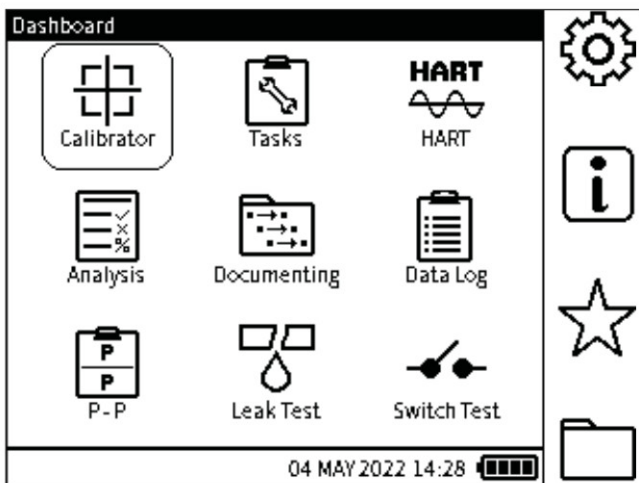 Dashboard
HART
Calibrator Tasks HART
✓
×
%
Analysis Documenting Data Log
P
P
P-P Leak Test Switch Test
04 MAY 2022 14:28
i